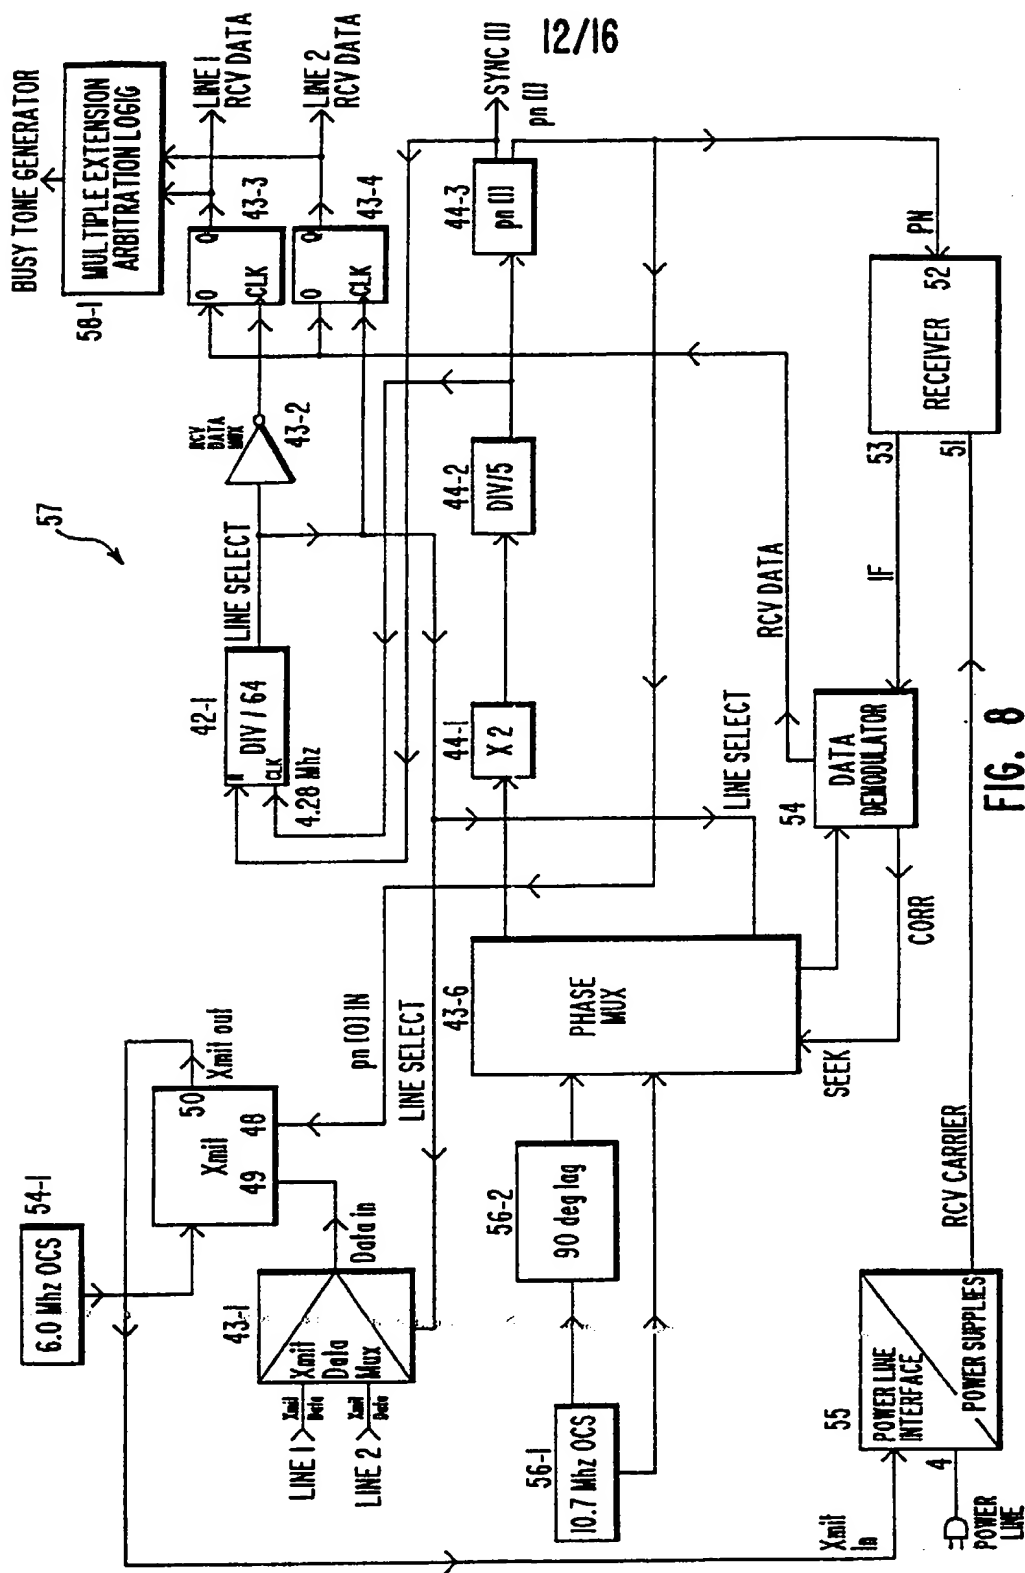 12/16
BUSY TONE GENERATOR
MULTIPLE EXTENSION
ARBITRATION LOGIC
58-1
LINE 1
RCV DATA
LINE 2
RCV DATA
43-3
Q
CLK
43-4
Q
CLK
SYNC [1]
pn [1]
44-3
pn [1]
RCV
DATA
MUX
43-2
57
LINE SELECT
42-1
DIV / 64
CLK
4.28 Mhz
44-2
DIV/5
44-1
X 2
PN
RECEIVER
52
53
51
IF
RCV DATA
DATA
DEMODULATOR
54
CORR
SEEK
LINE SELECT
43-6
PHASE
MUX
pn [0] IN
LINE SELECT
Xmit out
50
Xmit
48
49
54-1
6.0 Mhz OCS
Data in
43-1
Xmit
Data
Mux
LINE 1
Xmit
Data
LINE 2
Xmit
Data
56-2
90 deg lag
56-1
10.7 Mhz OCS
RCV CARRIER
55
POWER LINE
INTERFACE
POWER SUPPLIES
Xmit
In
4
POWER
LINE
FIG. 8